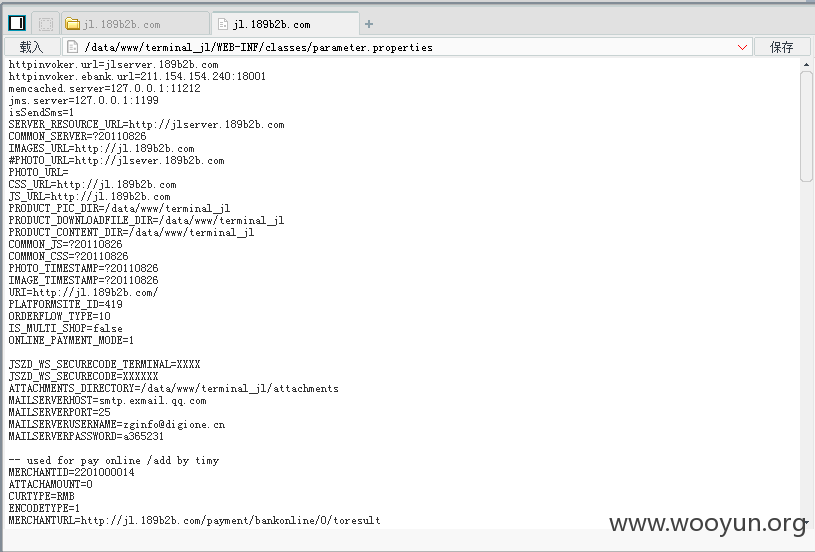 jl.189b2b.com
jl.189b2b.com
载入
/data/www/terminal_jl/WEB-INF/classes/parameter.properties
保存
httpinvoker.url=jlserver.189b2b.com
httpinvoker.ebank.url=211.154.154.240:18001
memcached.server=127.0.0.1:11212
jms.server=127.0.0.1:1199
isSendSms=1
SERVER_RESOURCE_URL=http://jlserver.189b2b.com
COMMON_SERVER=?20110826
IMAGES_URL=http://jl.189b2b.com
#PHOTO_URL=http://jlsever.189b2b.com
PHOTO_URL=
CSS_URL=http://jl.189b2b.com
JS_URL=http://jl.189b2b.com
PRODUCT_PIC_DIR=/data/www/terminal_jl
PRODUCT_DOWNLOADFILE_DIR=/data/www/terminal_jl
PRODUCT_CONTENT_DIR=/data/www/terminal_jl
COMMON_JS=?20110826
COMMON_CSS=?20110826
PHOTO_TIMESTAMP=?20110826
IMAGE_TIMESTAMP=?20110826
URI=http://jl.189b2b.com/
PLATFORMSITE_ID=419
ORDERFLOW_TYPE=10
IS_MULTI_SHOP=false
ONLINE_PAYMENT_MODE=1
JSZD_WS_SECURECODE_TERMINAL=XXXX
JSZD_WS_SECURECODE=XXXXXX
ATTACHMENTS_DIRECTORY=/data/www/terminal_jl/attachments
MAILSERVERHOST=smtp.exmail.qq.com
MAILSERVERPORT=25
MAILSERVERUSERNAME=zginfo@digione.cn
MAILSERVERPASSWORD=a365231
-- used for pay online /add by timy
MERCHANTID=2201000014
ATTACHAMOUNT=0
CURTYPE=RMB
ENCODETYPE=1
MERCHANTURL=http://jl.189b2b.com/payment/bankonline/0/toresult
www.wooyun.org